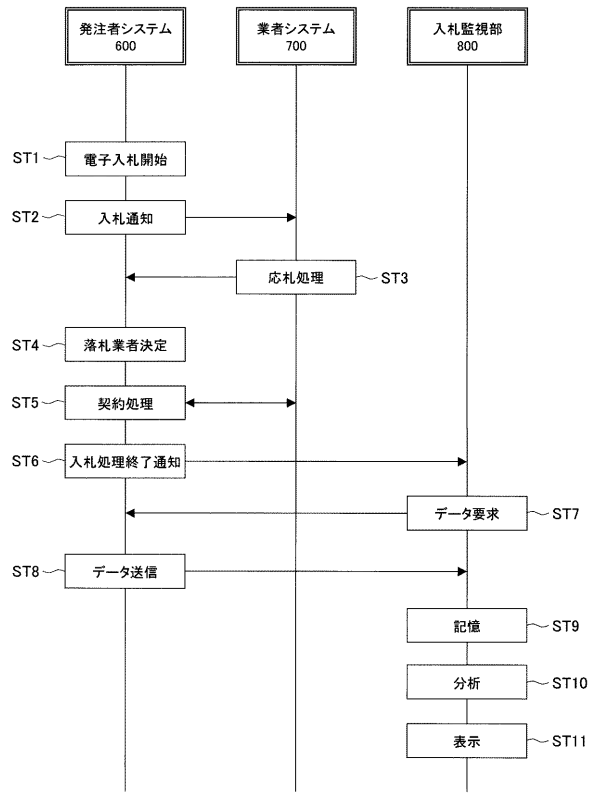 発注者システム
600
業者システム
700
入札監視部
800
ST1
電子入札開始
ST2
入札通知
応札処理
ST3
ST4
落札業者決定
ST5
契約処理
ST6
入札処理終了通知
データ要求
ST7
ST8
データ送信
記憶
ST9
分析
ST10
表示
ST11